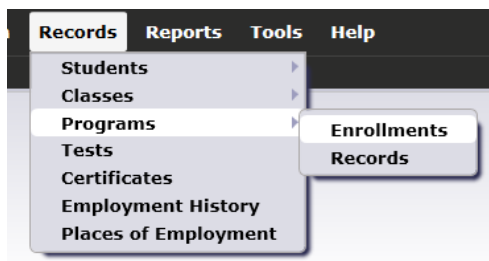 Records Reports Tools Help
Students
Classes
Programs
Enrollments
Tests
Records
Certificates
Employment History
Places of Employment